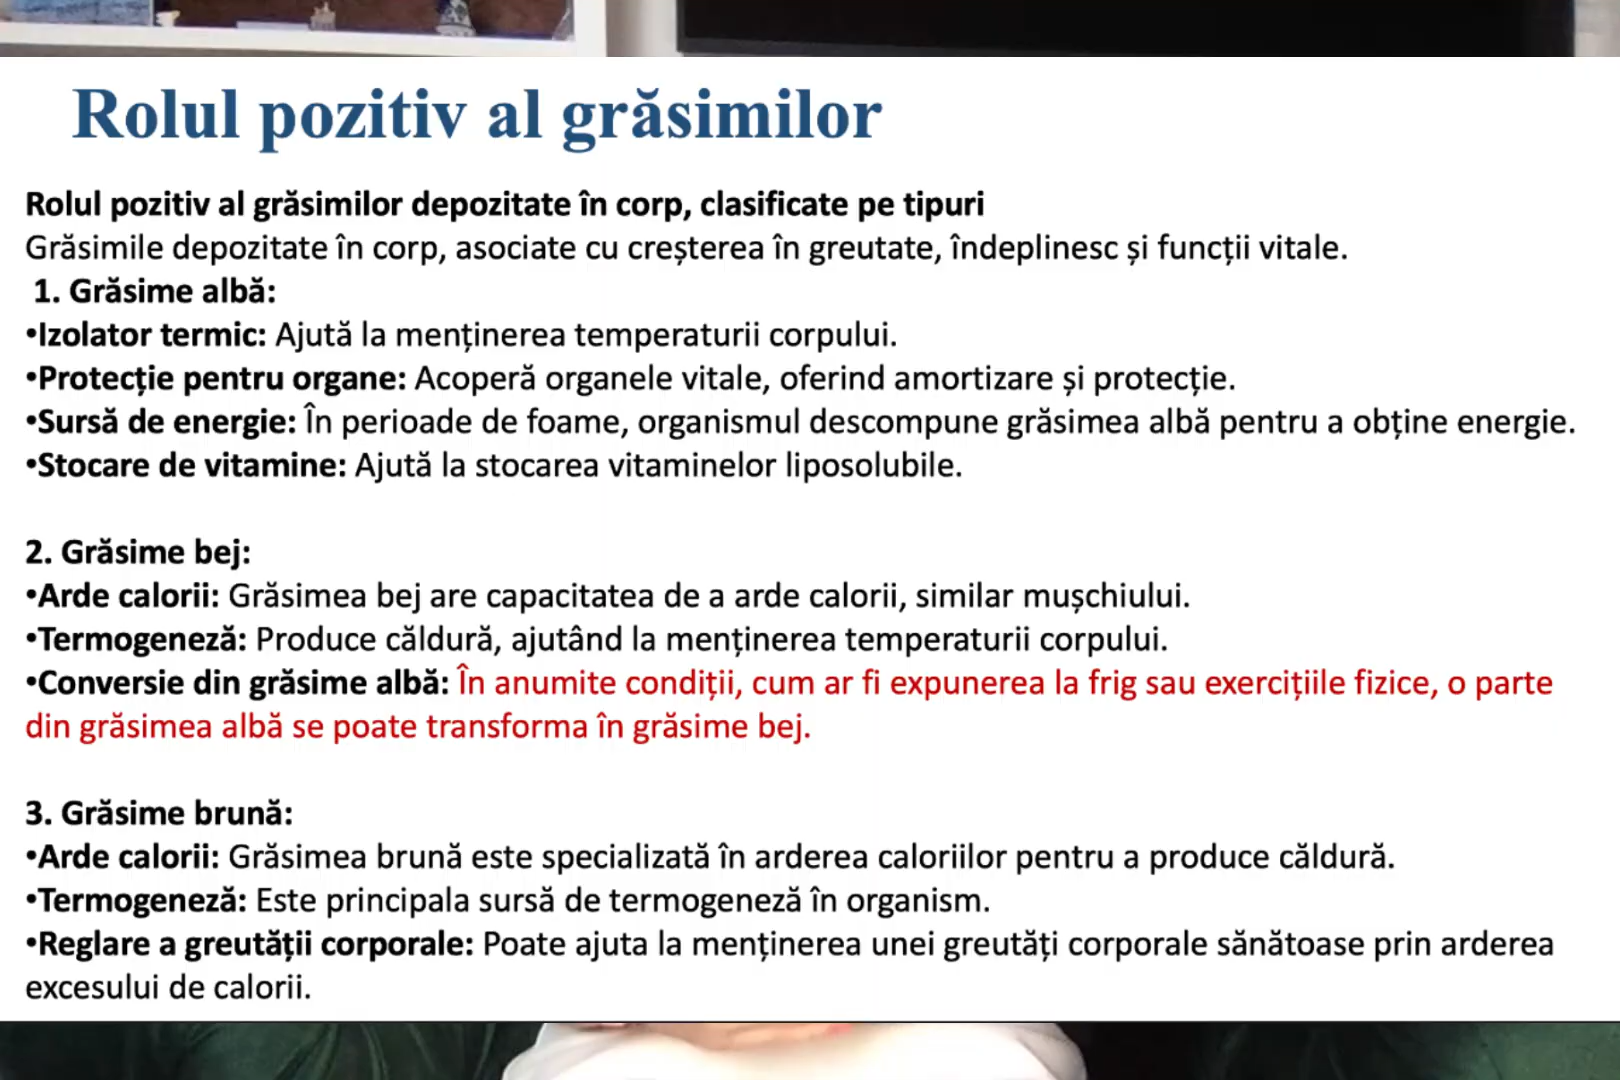 Rolul pozitiv al grăsimilor
Rolul pozitiv al grăsimilor depozitate în corp, clasificate pe tipuri
Grăsimile depozitate în corp, asociate cu creșterea în greutate, îndeplinesc și funcții vitale.
1. Grăsime albă:
•Izolator termic: Ajută la menținerea temperaturii corpului.
•Protecție pentru organe: Acoperă organele vitale, oferind amortizare și protecție.
•Sursă de energie: În perioade de foame, organismul descompune grăsimea albă pentru a obține energie.
•Stocare de vitamine: Ajută la stocarea vitaminelor liposolubile.
2. Grăsime bej:
•Arde calorii: Grăsimea bej are capacitatea de a arde calorii, similar mușchiului.
•Termogeneză: Produce căldură, ajutând la menținerea temperaturii corpului.
•Conversie din grăsime albă: În anumite condiții, cum ar fi expunerea la frig sau exercițiile fizice, o parte
din grăsimea albă se poate transforma în grăsime bej.
3. Grăsime brună:
•Arde calorii: Grăsimea brună este specializată în arderea caloriilor pentru a produce căldură.
•Termogeneză: Este principala sursă de termogeneză în organism.
•Reglare a greutății corporale: Poate ajuta la menținerea unei greutăți corporale sănătoase prin arderea
excesului de calorii.